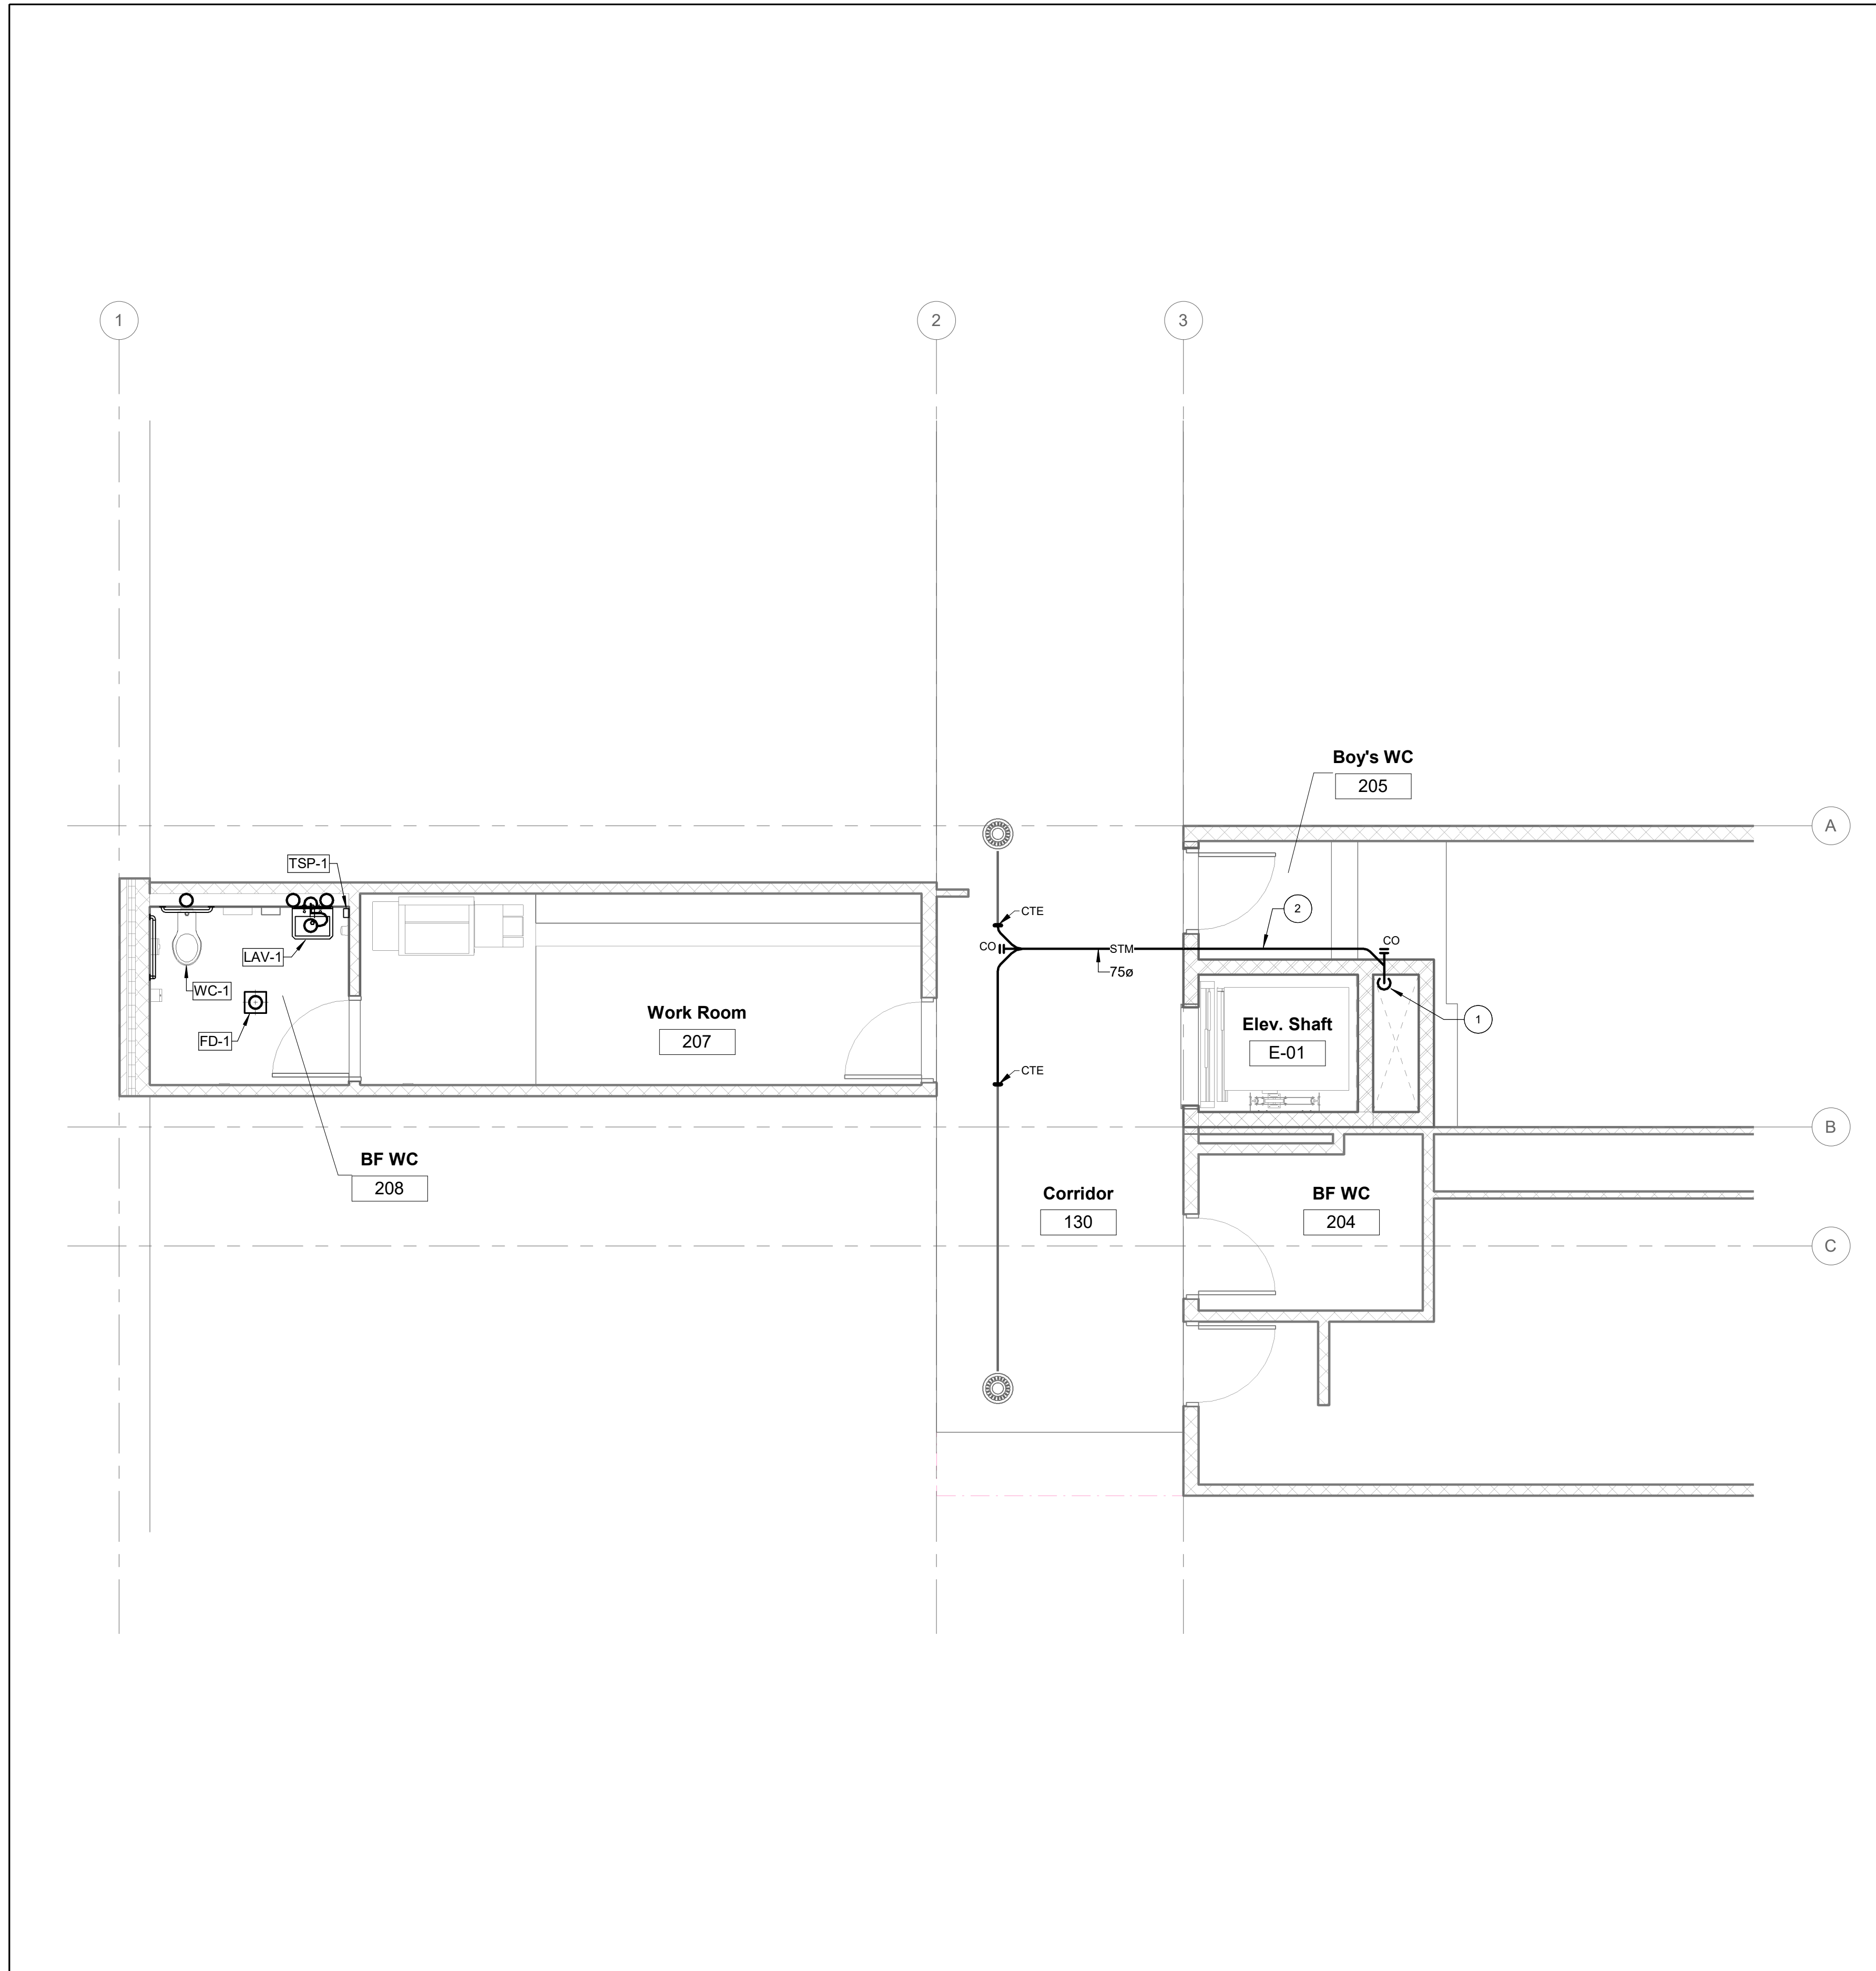 1
2
3
Boy's WC
205
A
TSP-1
CTE
2
CO
CO
STM
LAV-1
75ø
WC-1
Work Room
207
Elev. Shaft
E-01
1
FD-1
CTE
B
BF WC
208
Corridor
130
BF WC
204
C